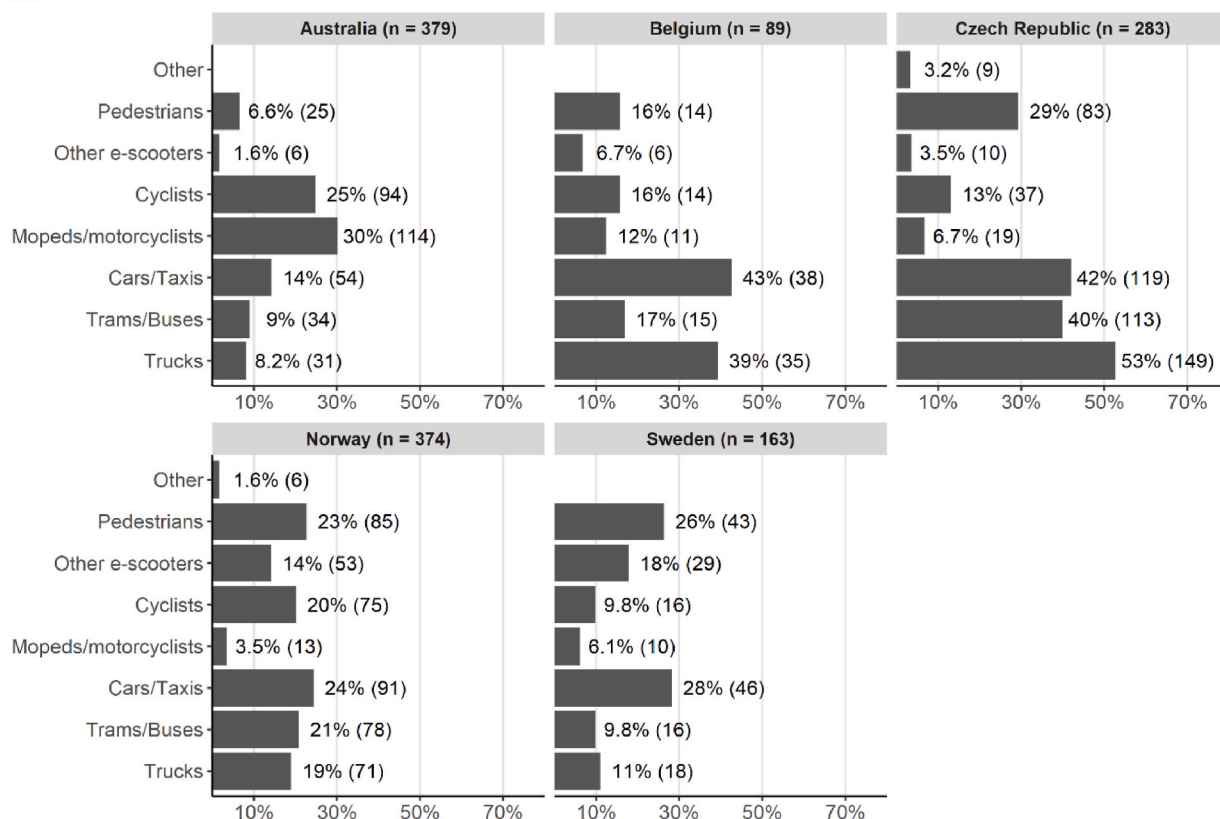 Australia (n = 379)
Belgium (n = 89)
Czech Republic (n = 283)
Other
3.2% (9)
Pedestrians
6.6% (25)
16% (14)
29% (83)
Other e-scooters
1.6% (6)
6.7% (6)
3.5% (10)
Cyclists
25% (94)
16% (14)
13% (37)
Mopeds/motorcyclists
30% (114)
12% (11)
6.7% (19)
Cars/Taxis
14% (54)
43% (38)
42% (119)
Trams/Buses
9% (34)
17% (15)
40% (113)
Trucks
8.2% (31)
39% (35)
53% (149)
10% 30% 50% 70%
10% 30% 50% 70%
10% 30% 50% 70%
Norway (n = 374)
Sweden (n = 163)
Other
1.6% (6)
Pedestrians
23% (85)
26% (43)
Other e-scooters
14% (53)
18% (29)
Cyclists
20% (75)
9.8% (16)
Mopeds/motorcyclists
3.5% (13)
6.1% (10)
Cars/Taxis
24% (91)
28% (46)
Trams/Buses
21% (78)
9.8% (16)
Trucks
19% (71)
11% (18)
10% 30% 50% 70%
10% 30% 50% 70%